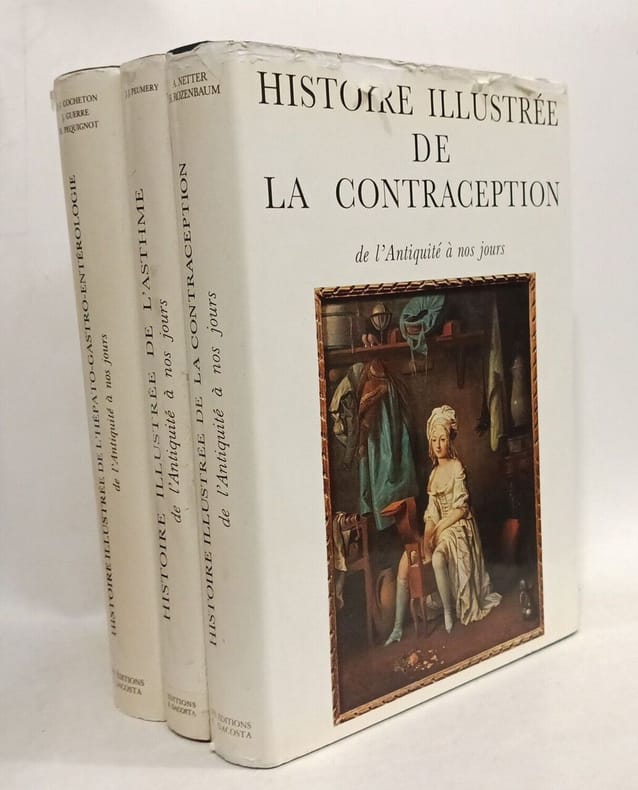 HISTOIRE ILLUSTRÉE
DE
LA CONTRACEPTION
de l'Antiquité à nos jours
A. NETTER
ROZENBAUM
HISTOIRE ILLUSTRÉE DE LA CONTRACEPTION
de l'Antiquité à nos jours
EDITIONS
DACOSTA
J.J. PEUMERY
HISTOIRE ILLUSTRÉE DE L'ASTHME
de l'Antiquité à nos jours
EDITIONS
DACOSTA
COCHETON
GUERRE
PEQUIGNOT
HISTOIRE ILLUSTRÉE DE L'HÉPATO-GASTRO-ENTÉROLOGIE
de l'Antiquité à nos jours
EDITIONS
DACOSTA